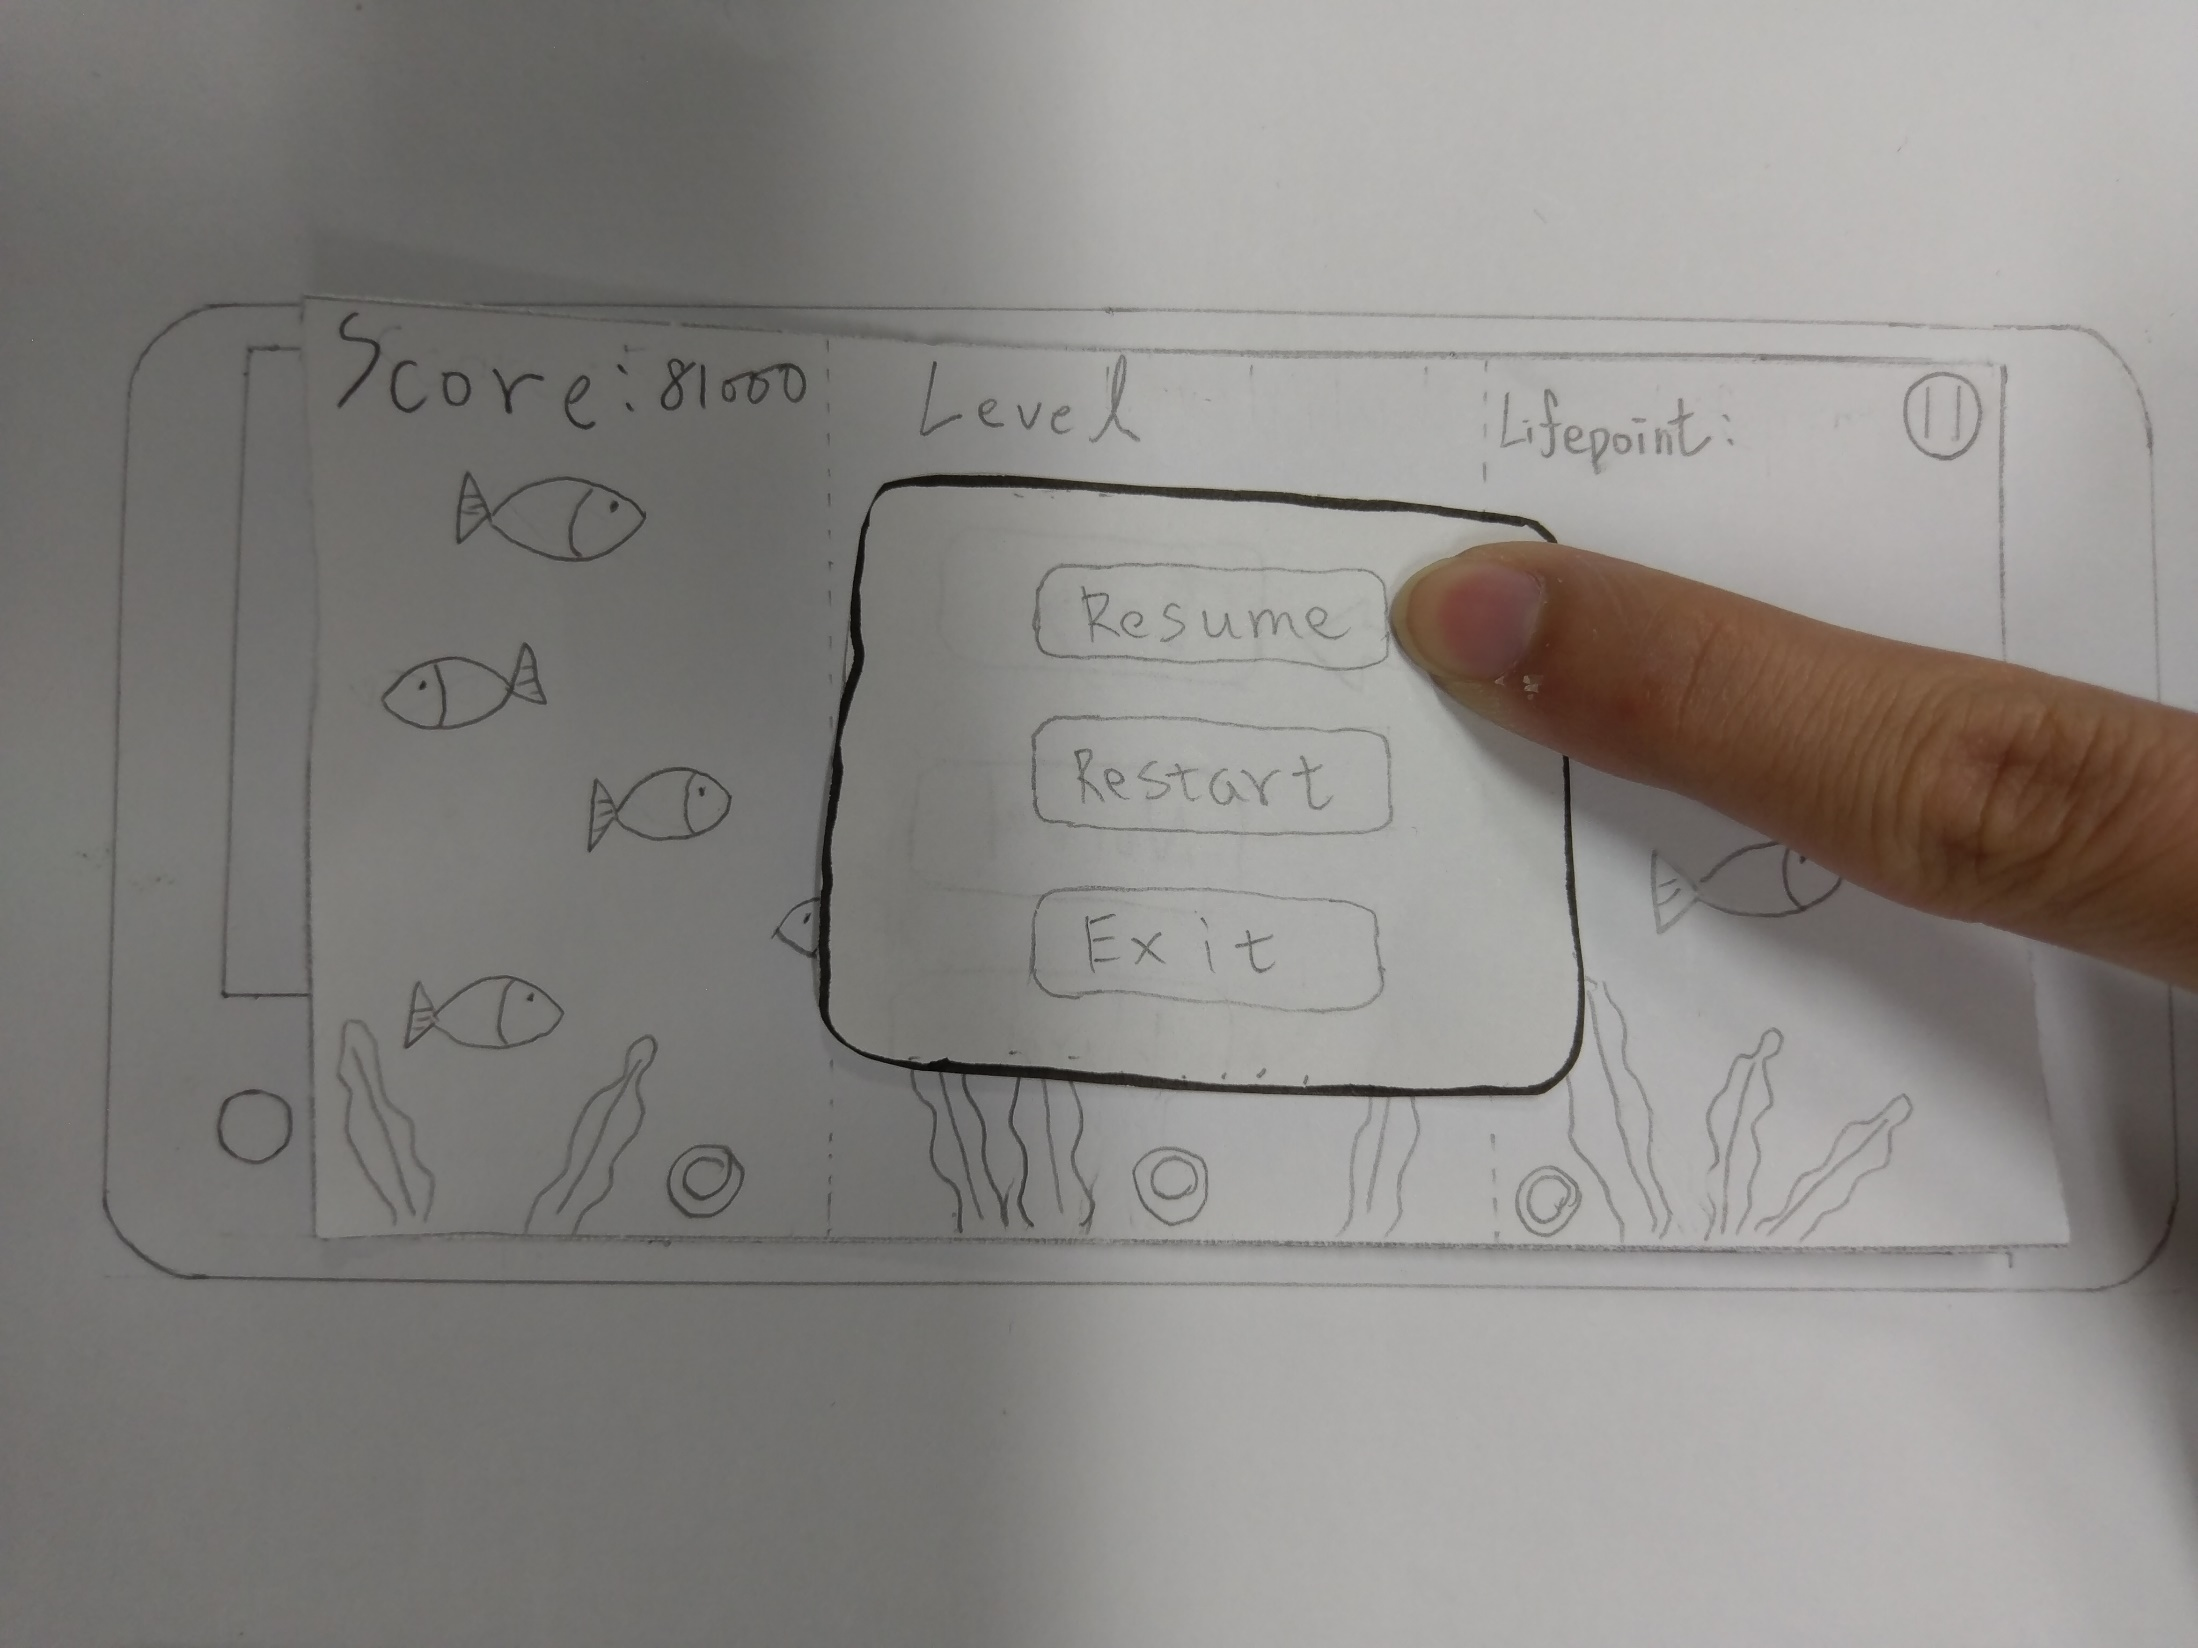 Score: 81000
Level
Lifepoint:
Resume
Restart
Exit